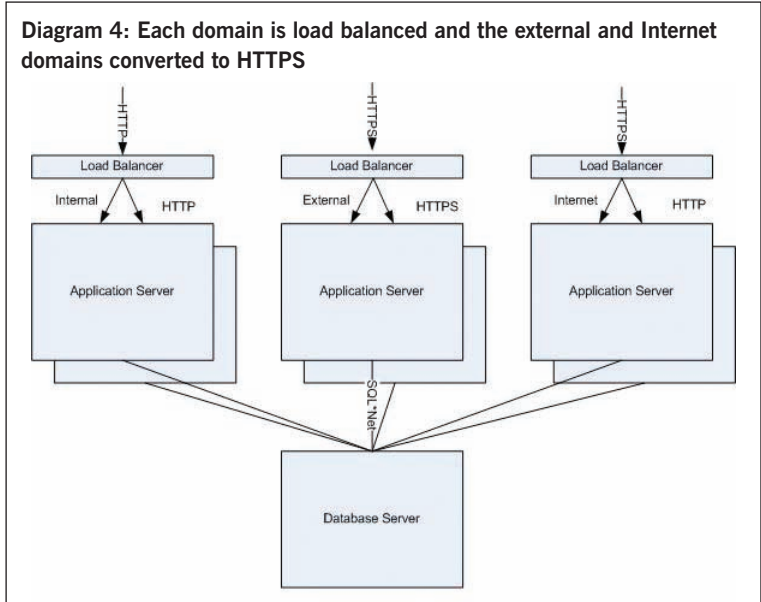 Diagram 4: Each domain is load balanced and the external and Internet
domains converted to HTTPS
HTTP
HTTPS
HTTPS
Load Balancer
Load Balancer
Load Balancer
Internal
HTTP
External
HTTPS
Internet
HTTP
Application Server
Application Server
Application Server
SQL*Net
Database Server